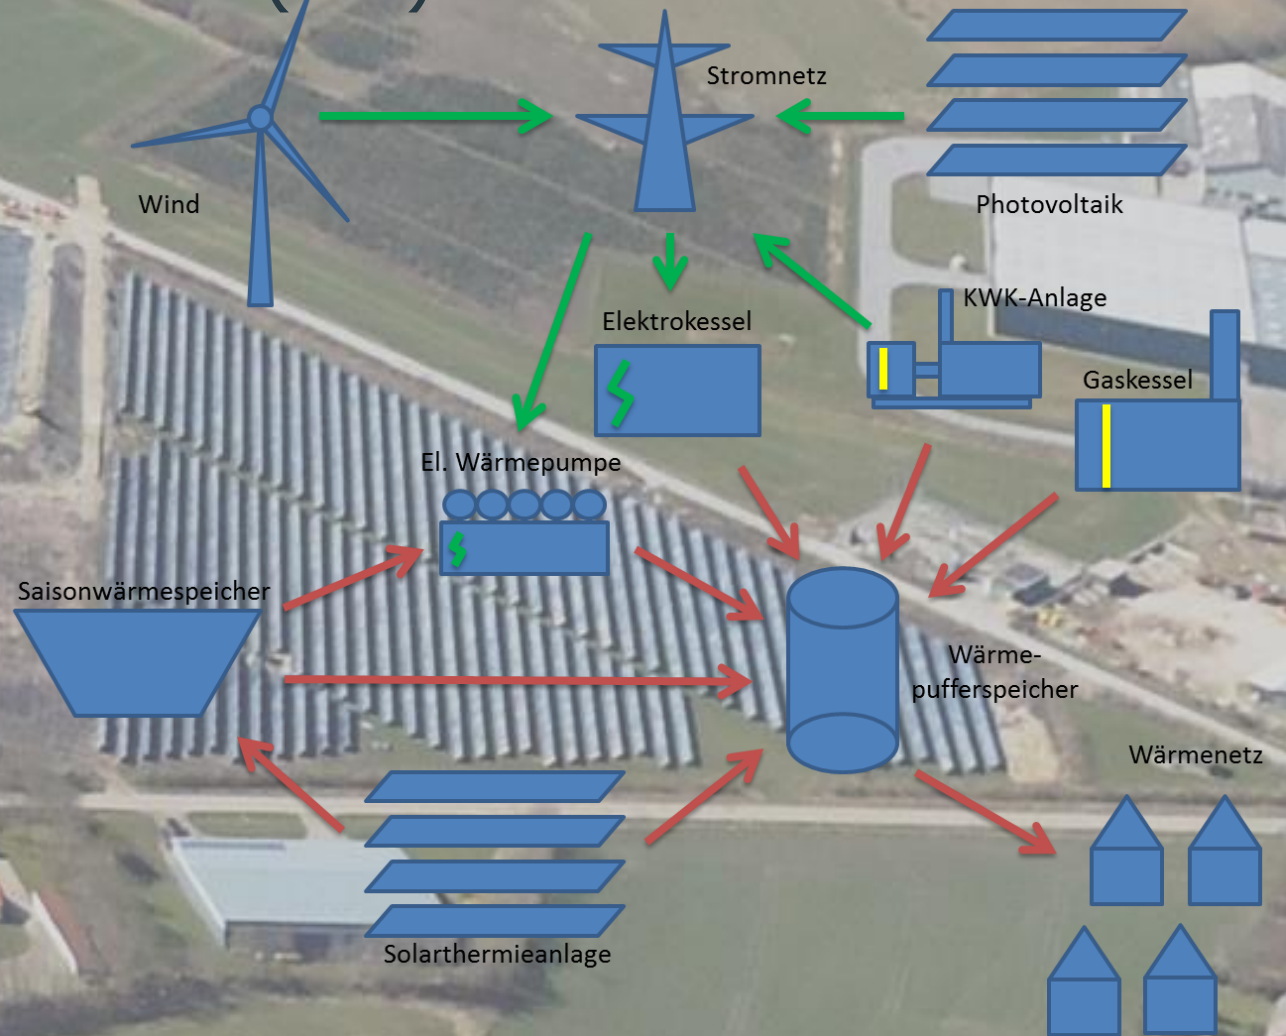 Stromnetz
Wind
Photovoltaik
KWK-Anlage
Elektrokessel
Gaskessel
El. Wärmepumpe
Saisonwärmespeicher
Wärme-
pufferspeicher
Wärmenetz
Solarthermieanlage